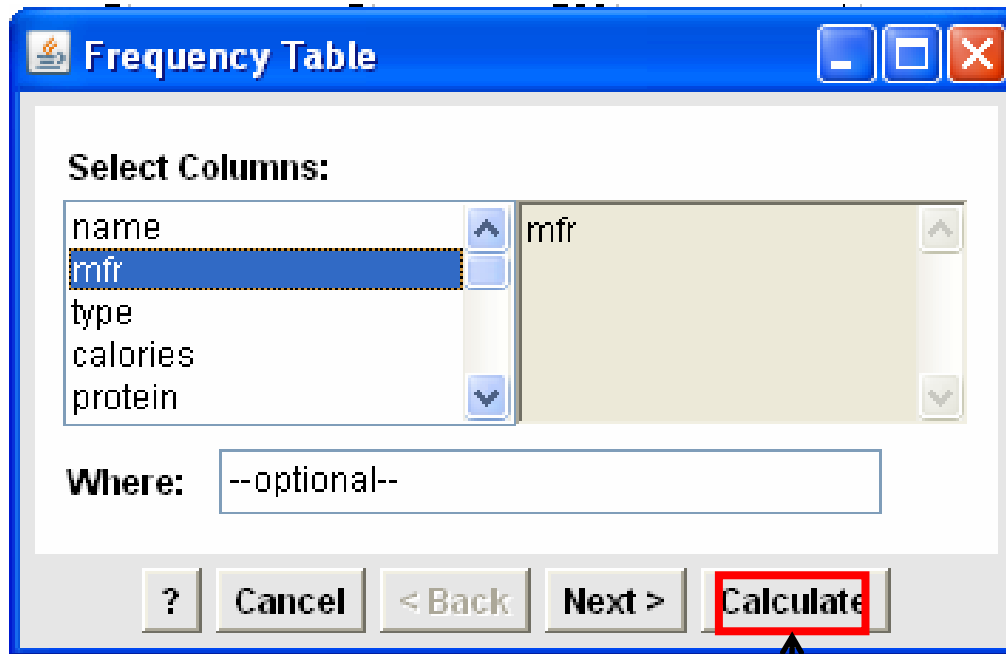 Frequency Table
Select Columns:
name
mfr
type
calories
protein
mfr
Where: --optional--
? Cancel < Back Next > Calculate